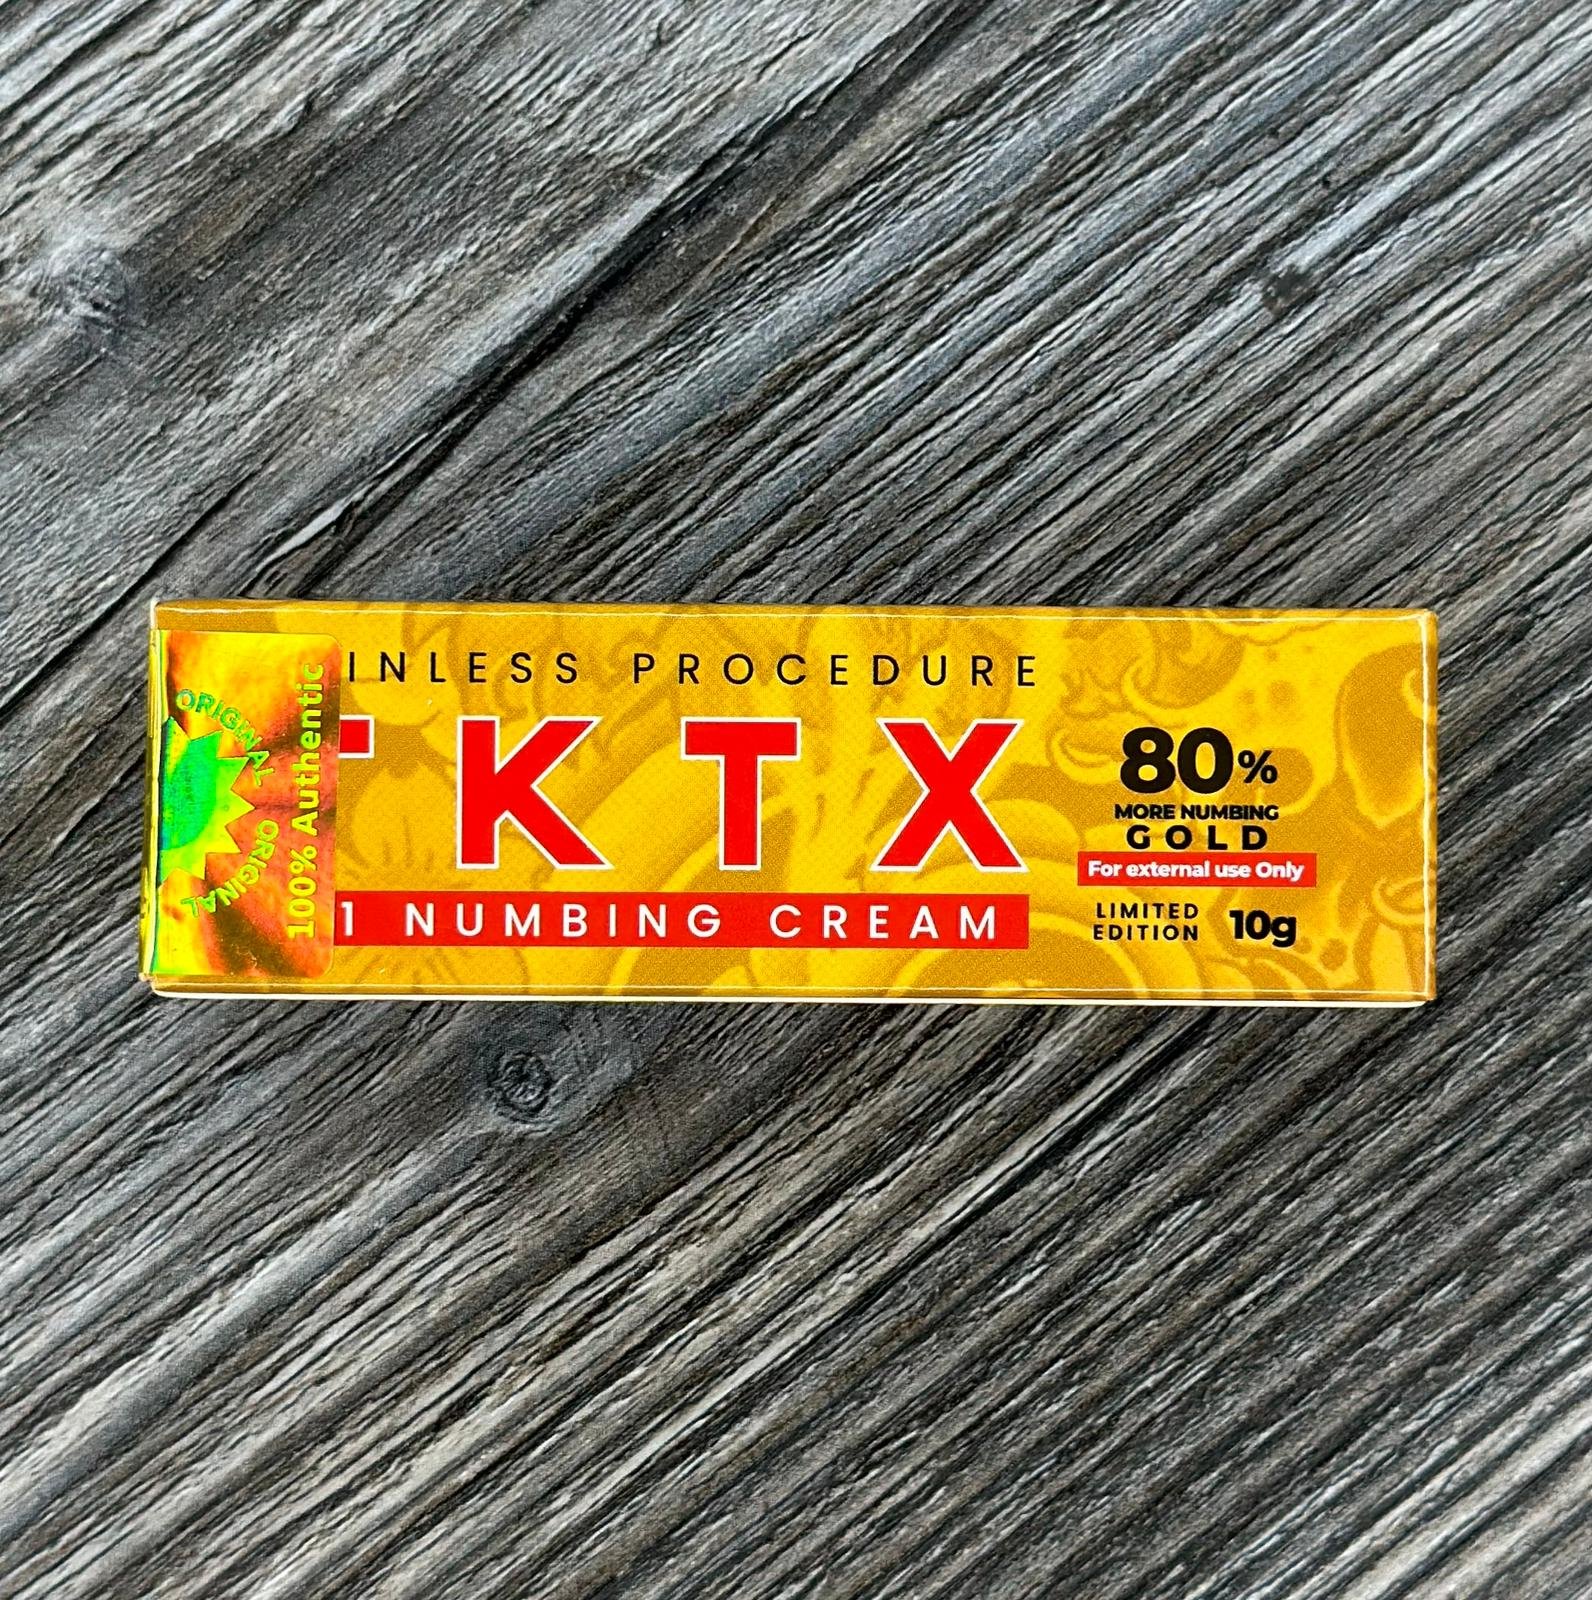 ORIGINAL
ORIGINAL
100% Authentic
INLESS PROCEDURE
TKTX
1 NUMBING CREAM
80%
MORE NUMBING
GOLD
For external use Only
LIMITED
EDITION
10g